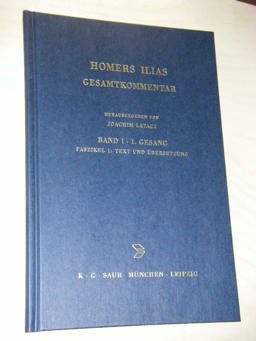 HOMERS ILIAS
GESAMTKOMMENTAR
HERAUSGEGEBEN VON
JOACHIM LATACZ
BAND I · 1. GESANG
FASZIKEL 1: TEXT UND ÜBERSETZUNG
K · G · SAUR MÜNCHEN · LEIPZIG